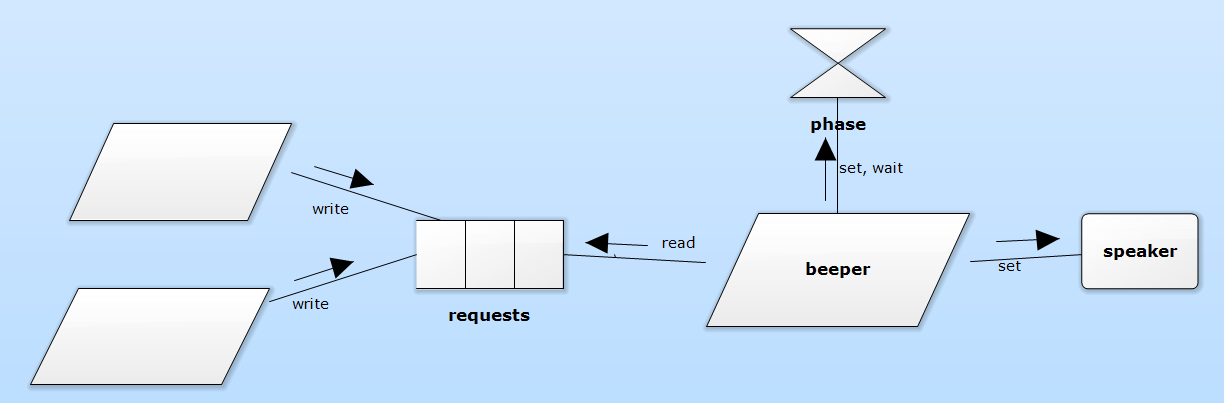 phase
set, wait
write
read
requests
write
beeper
set
speaker